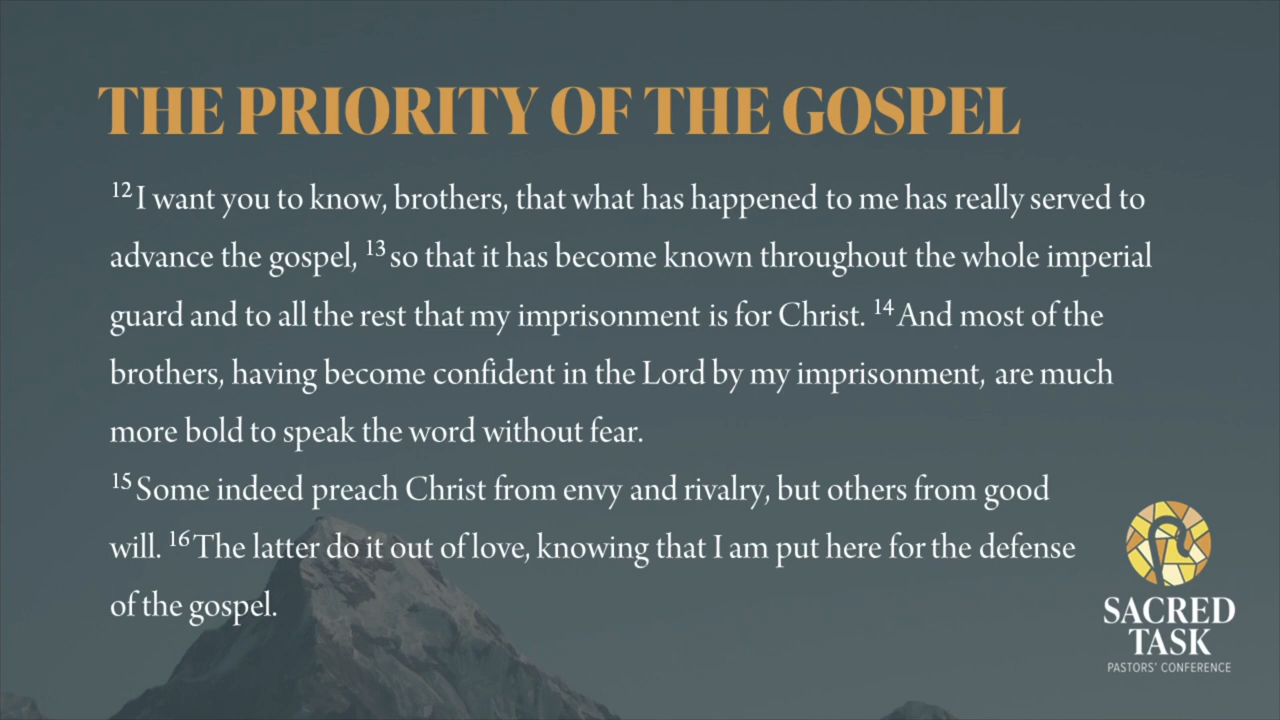 THE PRIORITY OF THE GOSPEL
12 I want you to know, brothers, that what has happened to me has really served to
advance the gospel, 13 so that it has become known throughout the whole imperial
guard and to all the rest that my imprisonment is for Christ. 14 And most of the
brothers, having become confident in the Lord by my imprisonment, are much
more bold to speak the word without fear.
15 Some indeed preach Christ from envy and rivalry, but others from good
will. 16 The latter do it out of love, knowing that I am put here for the defense
of the gospel.
SACRED
TASK
PASTORS' CONFERENCE